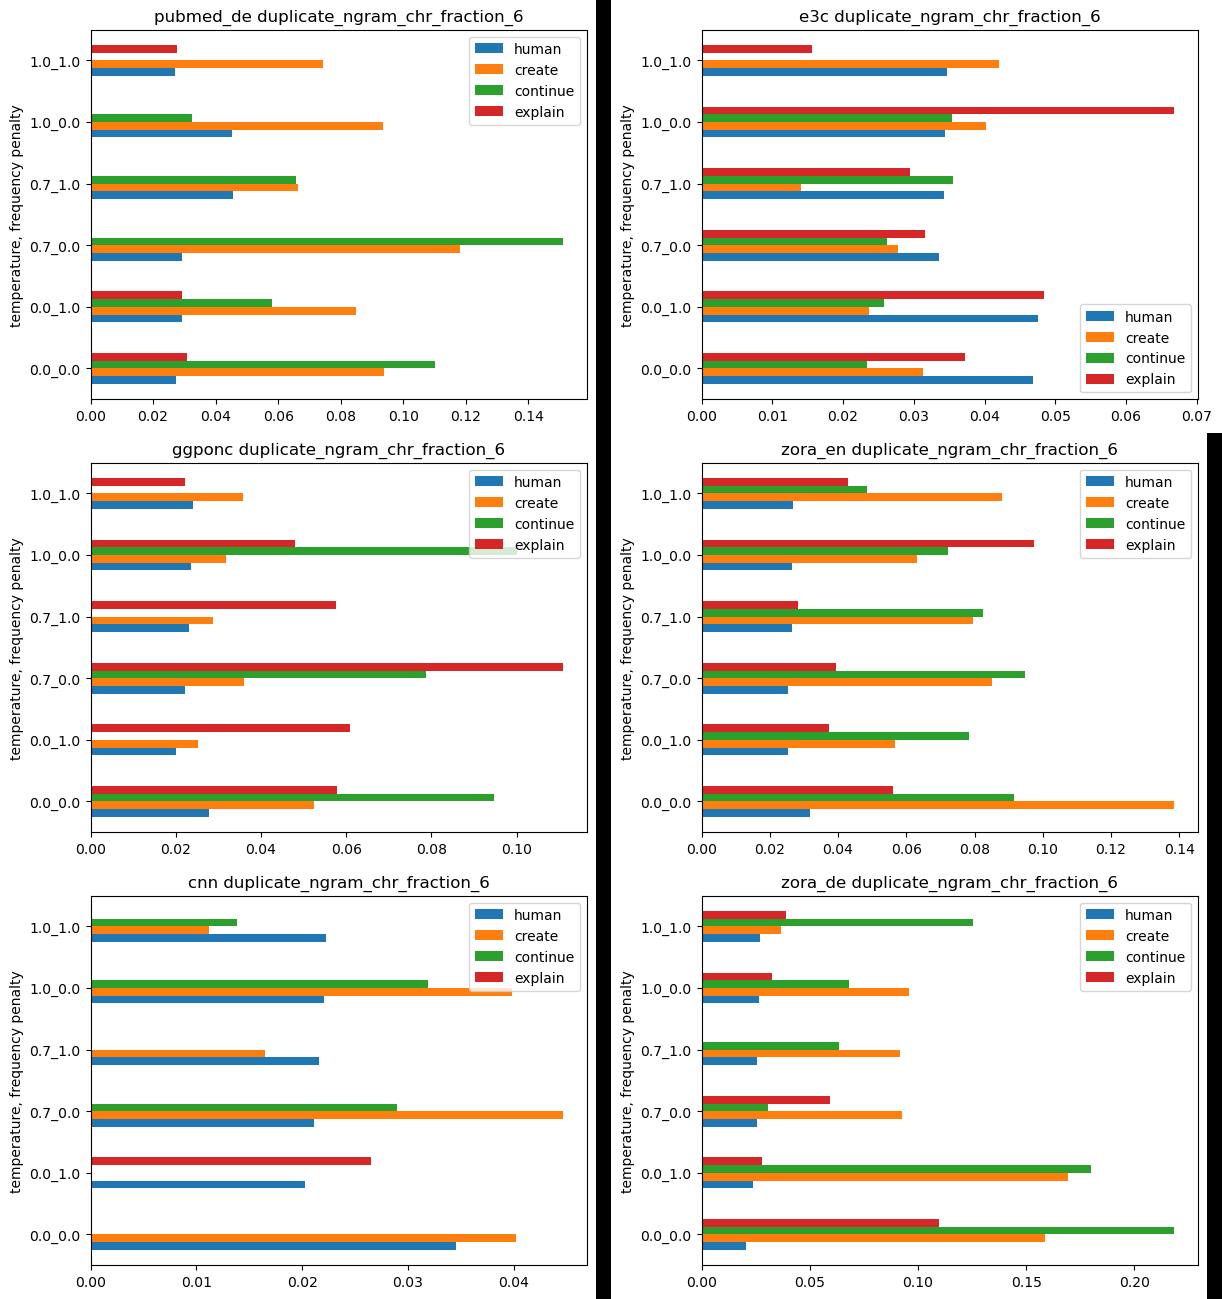 pubmed_de duplicate_ngram_chr_fraction_6
temperature, frequency penalty
1.0_1.0
1.0_0.0
0.7_1.0
0.7_0.0
0.0_1.0
0.0_0.0
0.00 0.02 0.04 0.06 0.08 0.10 0.12 0.14
human
create
continue
explain
e3c duplicate_ngram_chr_fraction_6
temperature, frequency penalty
1.0_1.0
1.0_0.0
0.7_1.0
0.7_0.0
0.0_1.0
0.0_0.0
0.00 0.01 0.02 0.03 0.04 0.05 0.06 0.07
human
create
continue
explain
ggponc duplicate_ngram_chr_fraction_6
temperature, frequency penalty
1.0_1.0
1.0_0.0
0.7_1.0
0.7_0.0
0.0_1.0
0.0_0.0
0.00 0.02 0.04 0.06 0.08 0.10
human
create
continue
explain
zora_en duplicate_ngram_chr_fraction_6
temperature, frequency penalty
1.0_1.0
1.0_0.0
0.7_1.0
0.7_0.0
0.0_1.0
0.0_0.0
0.00 0.02 0.04 0.06 0.08 0.10 0.12 0.14
human
create
continue
explain
cnn duplicate_ngram_chr_fraction_6
temperature, frequency penalty
1.0_1.0
1.0_0.0
0.7_1.0
0.7_0.0
0.0_1.0
0.0_0.0
0.00 0.01 0.02 0.03 0.04
human
create
continue
explain
zora_de duplicate_ngram_chr_fraction_6
temperature, frequency penalty
1.0_1.0
1.0_0.0
0.7_1.0
0.7_0.0
0.0_1.0
0.0_0.0
0.00 0.05 0.10 0.15 0.20
human
create
continue
explain